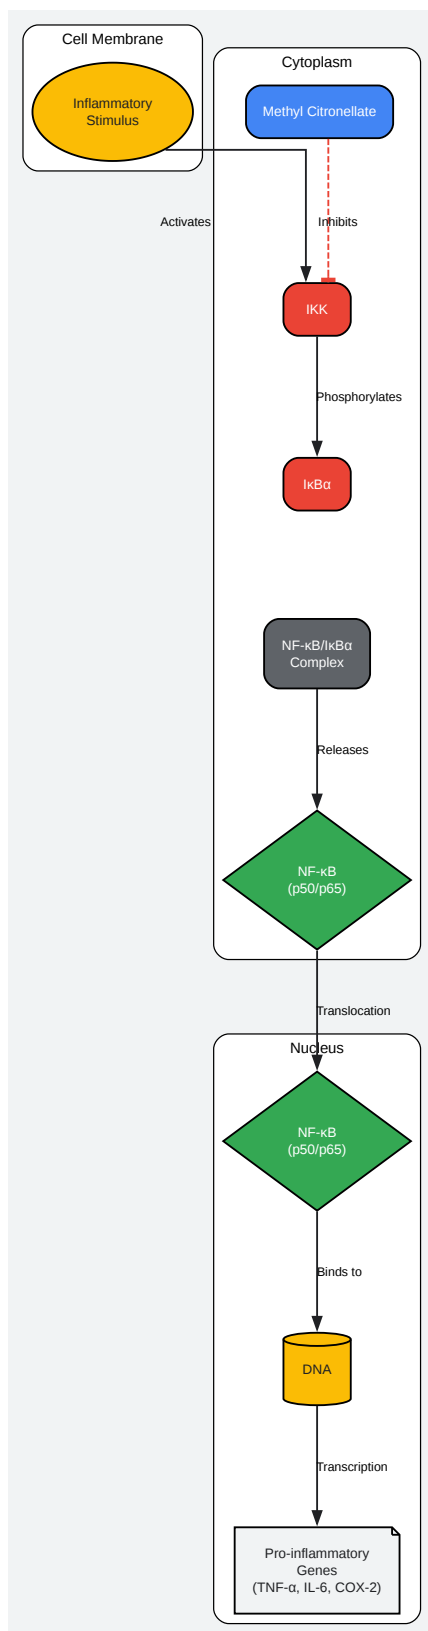 Cell Membrane
Inflammatory
Stimulus
Cytoplasm
Methyl Citronellate
Activates
Inhibits
IKK
Phosphorylates
IκBα
NF-κB/IκBα
Complex
Releases
NF-κB
(p50/p65)
Translocation
Nucleus
NF-κB
(p50/p65)
Binds to
DNA
Transcription
Pro-inflammatory
Genes
(TNF-α, IL-6, COX-2)